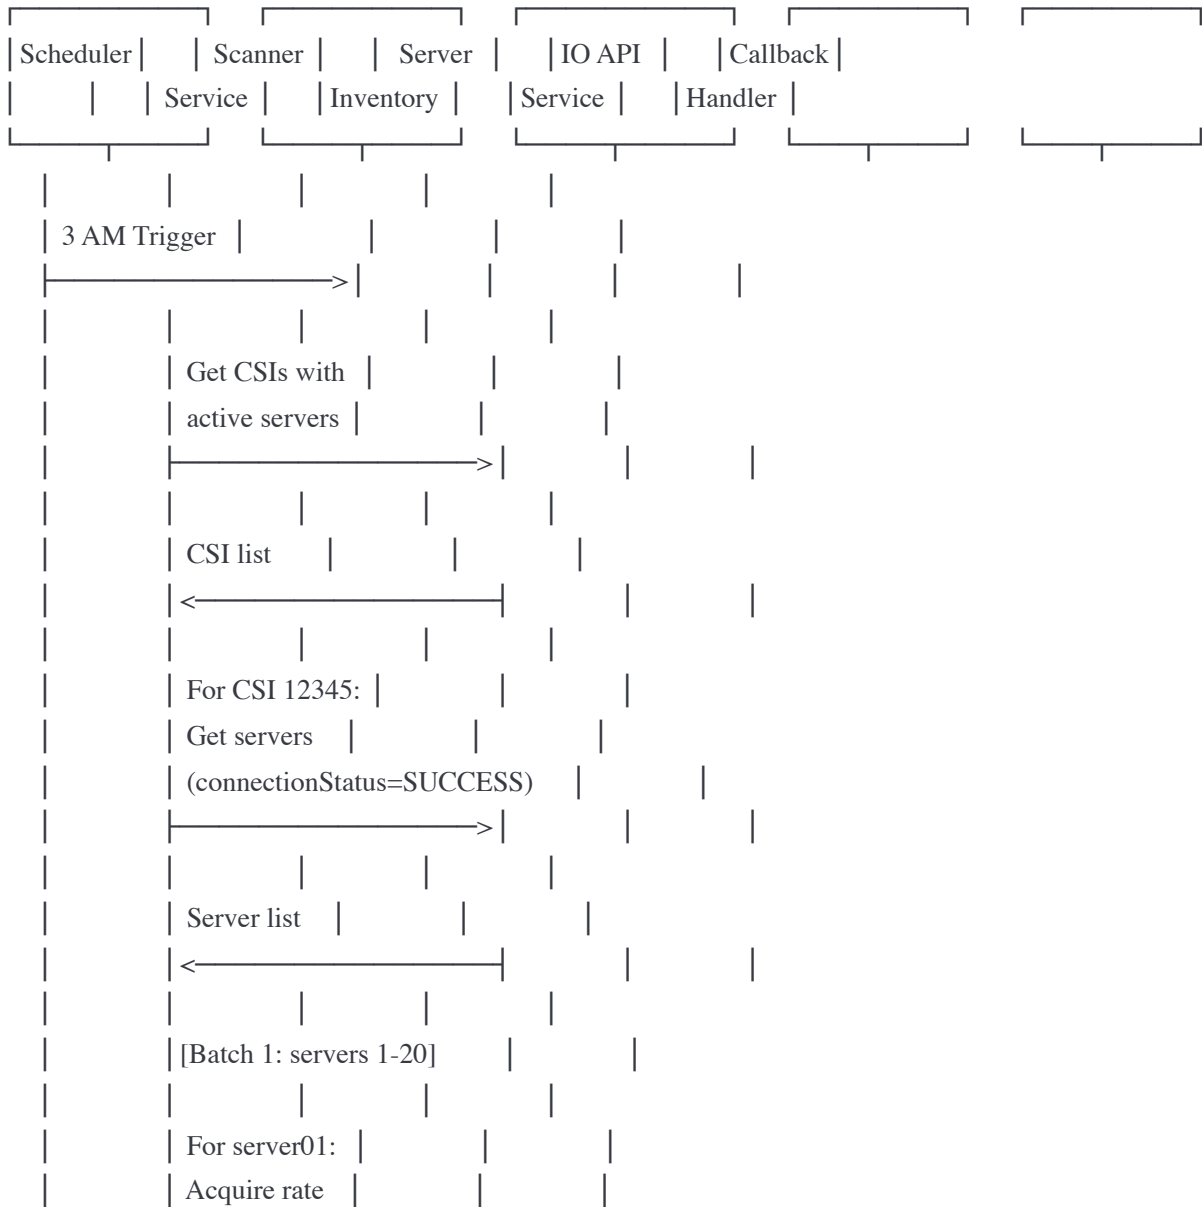 Scheduler Scanner Server IO API Callback
Service Inventory Service Handler
3 AM Trigger
Get CSIs with
active servers
CSI list
For CSI 12345:
Get servers
(connectionStatus=SUCCESS)
Server list
[Batch 1: servers 1-20]
For server01:
Acquire rate